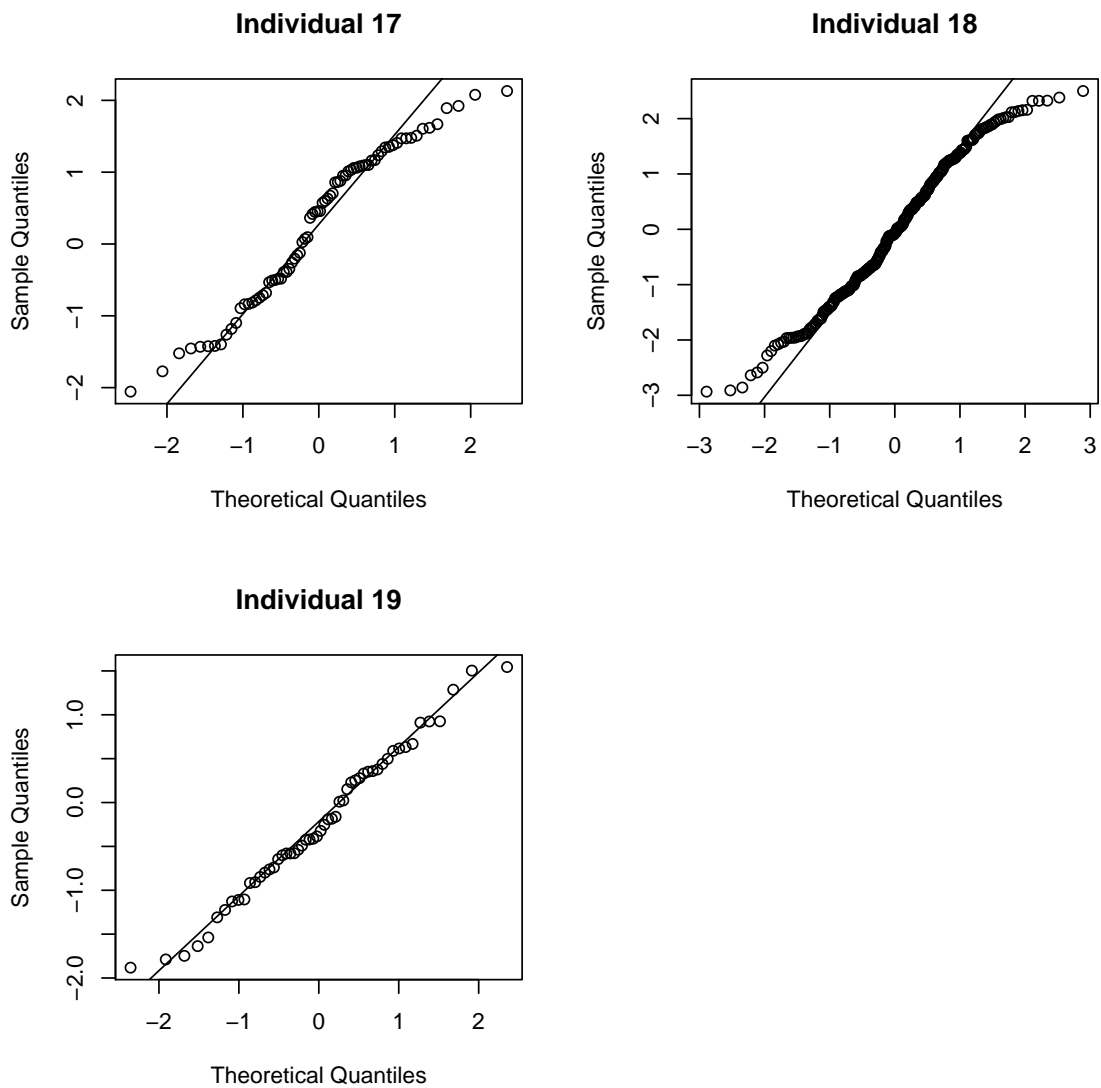 Individual 17
Sample Quantiles
2
1
0
−1
−2
−2 −1 0 1 2
Theoretical Quantiles
Individual 18
Sample Quantiles
2
1
0
−1
−2
−3
−3 −2 −1 0 1 2 3
Theoretical Quantiles
Individual 19
Sample Quantiles
1.0
0.0
−1.0
−2.0
−2 −1 0 1 2
Theoretical Quantiles